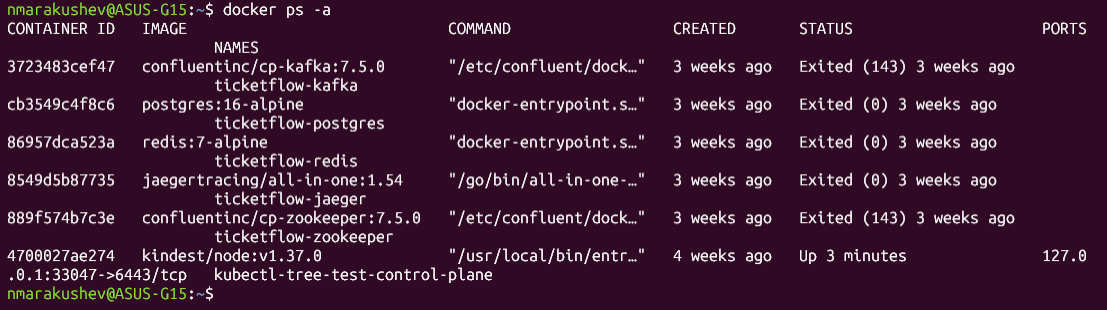 nmarakushev@ASUS-G15:~$ docker ps -a
CONTAINER ID   IMAGE                             COMMAND                  CREATED       STATUS                     PORTS
                       NAMES
3723483cef47   confluentinc/cp-kafka:7.5.0       "/etc/confluent/dock…"   3 weeks ago   Exited (143) 3 weeks ago
                       ticketflow-kafka
cb3549c4f8c6   postgres:16-alpine                "docker-entrypoint.s…"   3 weeks ago   Exited (0) 3 weeks ago
                       ticketflow-postgres
86957dca523a   redis:7-alpine                    "docker-entrypoint.s…"   3 weeks ago   Exited (0) 3 weeks ago
                       ticketflow-redis
8549d5b87735   jaegertracing/all-in-one:1.54     "/go/bin/all-in-one-…"   3 weeks ago   Exited (0) 3 weeks ago
                       ticketflow-jaeger
889f574b7c3e   confluentinc/cp-zookeeper:7.5.0   "/etc/confluent/dock…"   3 weeks ago   Exited (143) 3 weeks ago
                       ticketflow-zookeeper
4700027ae274   kindest/node:v1.37.0              "/usr/local/bin/entr…"   4 weeks ago   Up 3 minutes               127.0
.0.1:33047->6443/tcp   kubectl-tree-test-control-plane
nmarakushev@ASUS-G15:~$